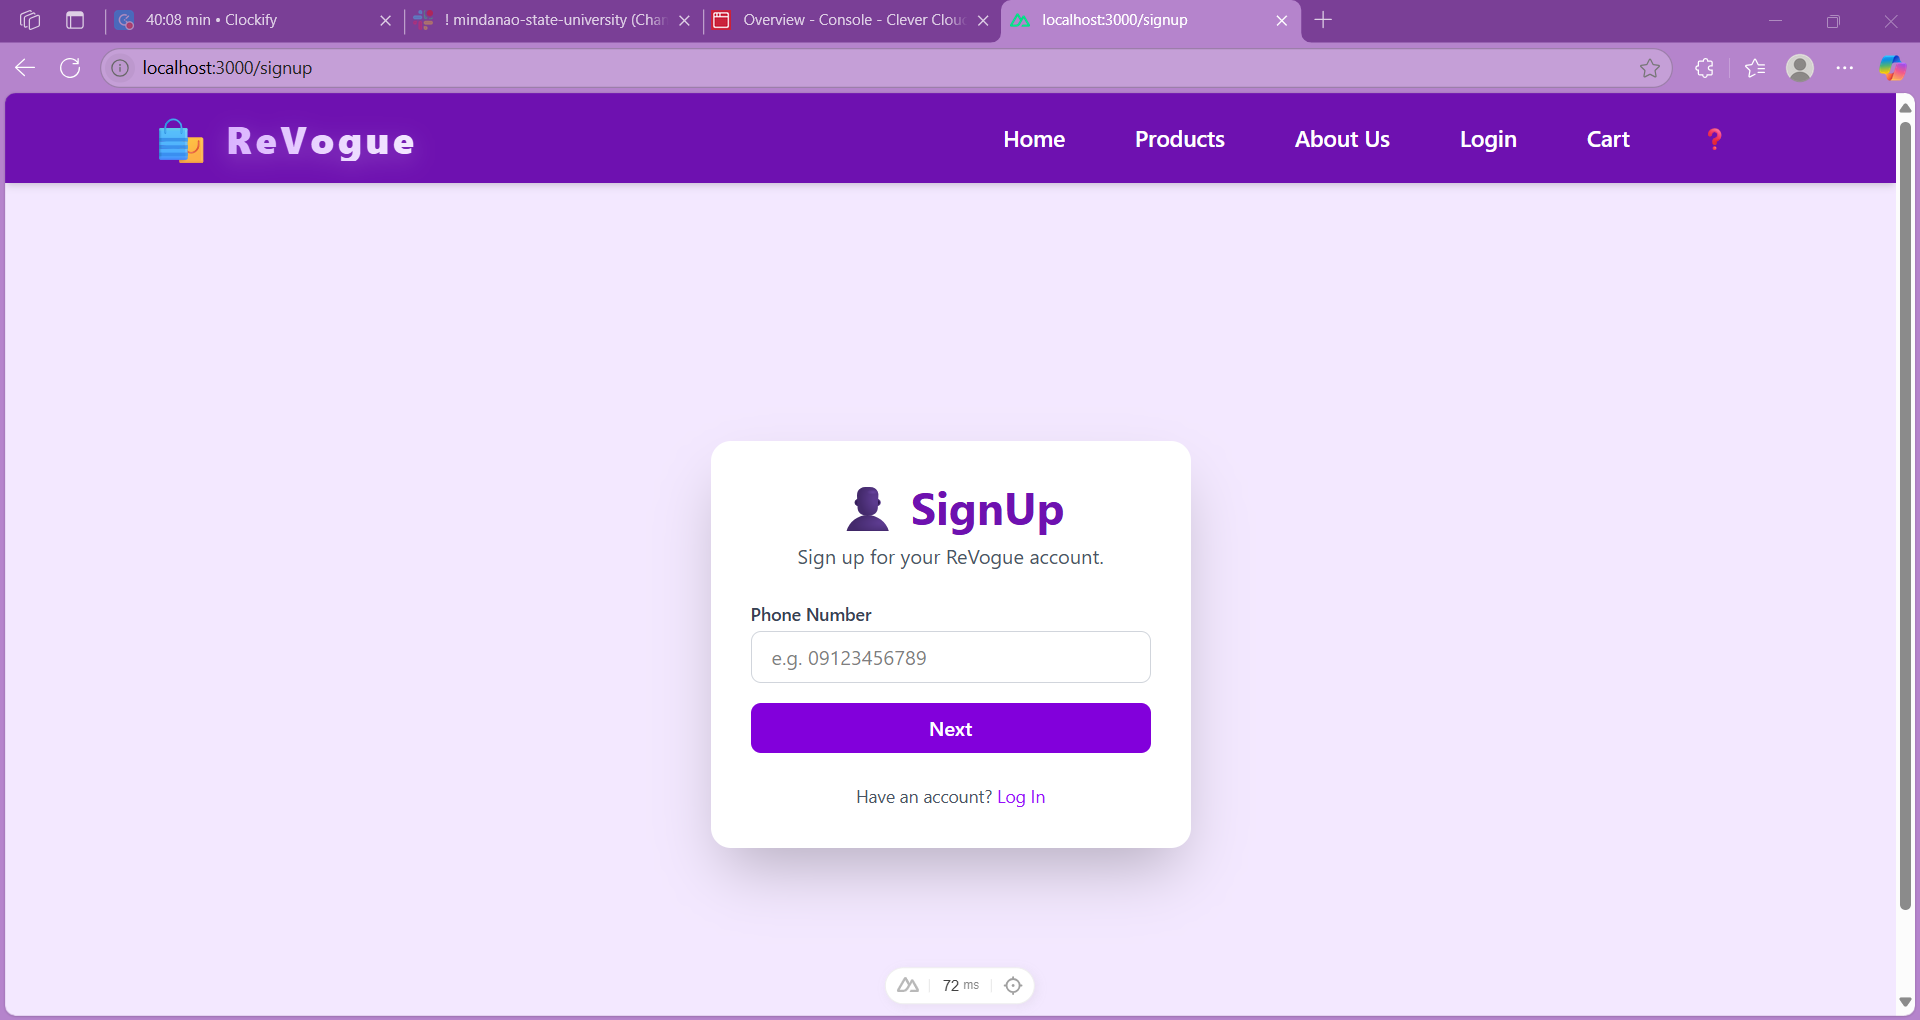 40:08 min • Clockify
! mindanao-state-university (Chan
Overview - Console - Clever Cloud
localhost:3000/signup
localhost:3000/signup
ReVogue
Home
Products
About Us
Login
Cart
❓
SignUp
Sign up for your ReVogue account.
Phone Number
e.g. 09123456789
Next
Have an account? Log In
72 ms